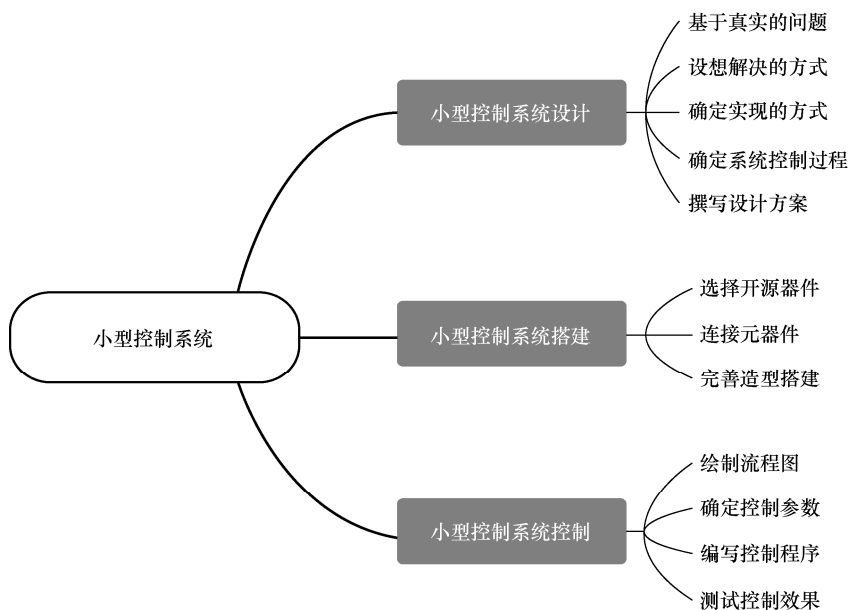 小型控制系统
小型控制系统设计
基于真实的问题
设想解决的方式
确定实现的方式
确定系统控制过程
撰写设计方案
小型控制系统搭建
选择开源器件
连接元器件
完善造型搭建
小型控制系统控制
绘制流程图
确定控制参数
编写控制程序
测试控制效果